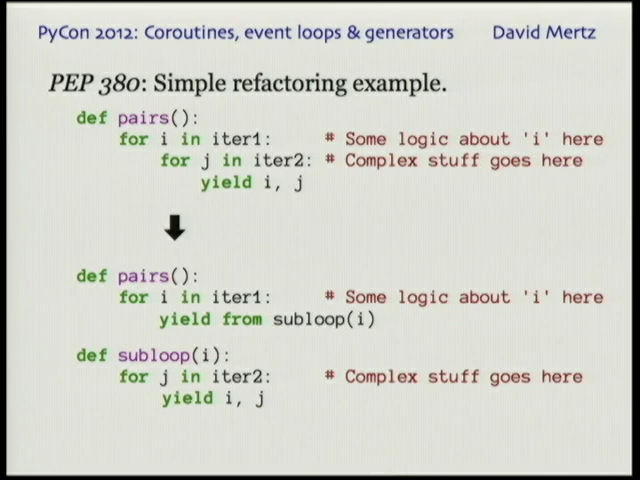 PyCon 2012: Coroutines, event loops & generators David Mertz
PEP 380: Simple refactoring example.
def pairs():
for i in iter1: # Some logic about 'i' here
for j in iter2: # Complex stuff goes here
yield i, j
def pairs():
for i in iter1: # Some logic about 'i' here
yield from subloop(i)
def subloop(i):
for j in iter2: # Complex stuff goes here
yield i, j